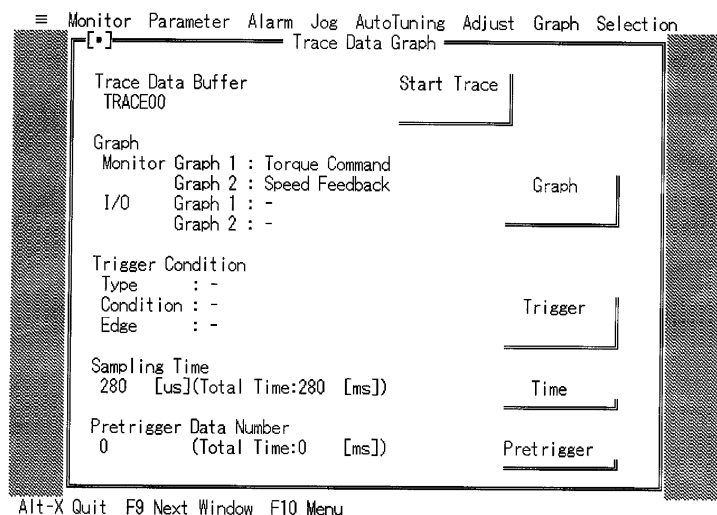 ≡ Monitor Parameter Alarm Jog AutoTuning Adjust Graph Selection
[•] Trace Data Graph
Trace Data Buffer Start Trace
TRACE00
Graph
Monitor Graph 1 : Torque Command
Graph 2 : Speed Feedback Graph
I/O Graph 1 : -
Graph 2 : -
Trigger Condition
Type : -
Condition : - Trigger
Edge : -
Sampling Time
280 [us](Total Time:280 [ms]) Time
Pretrigger Data Number
0 (Total Time:0 [ms]) Pretrigger
Alt-X Quit F9 Next Window F10 Menu